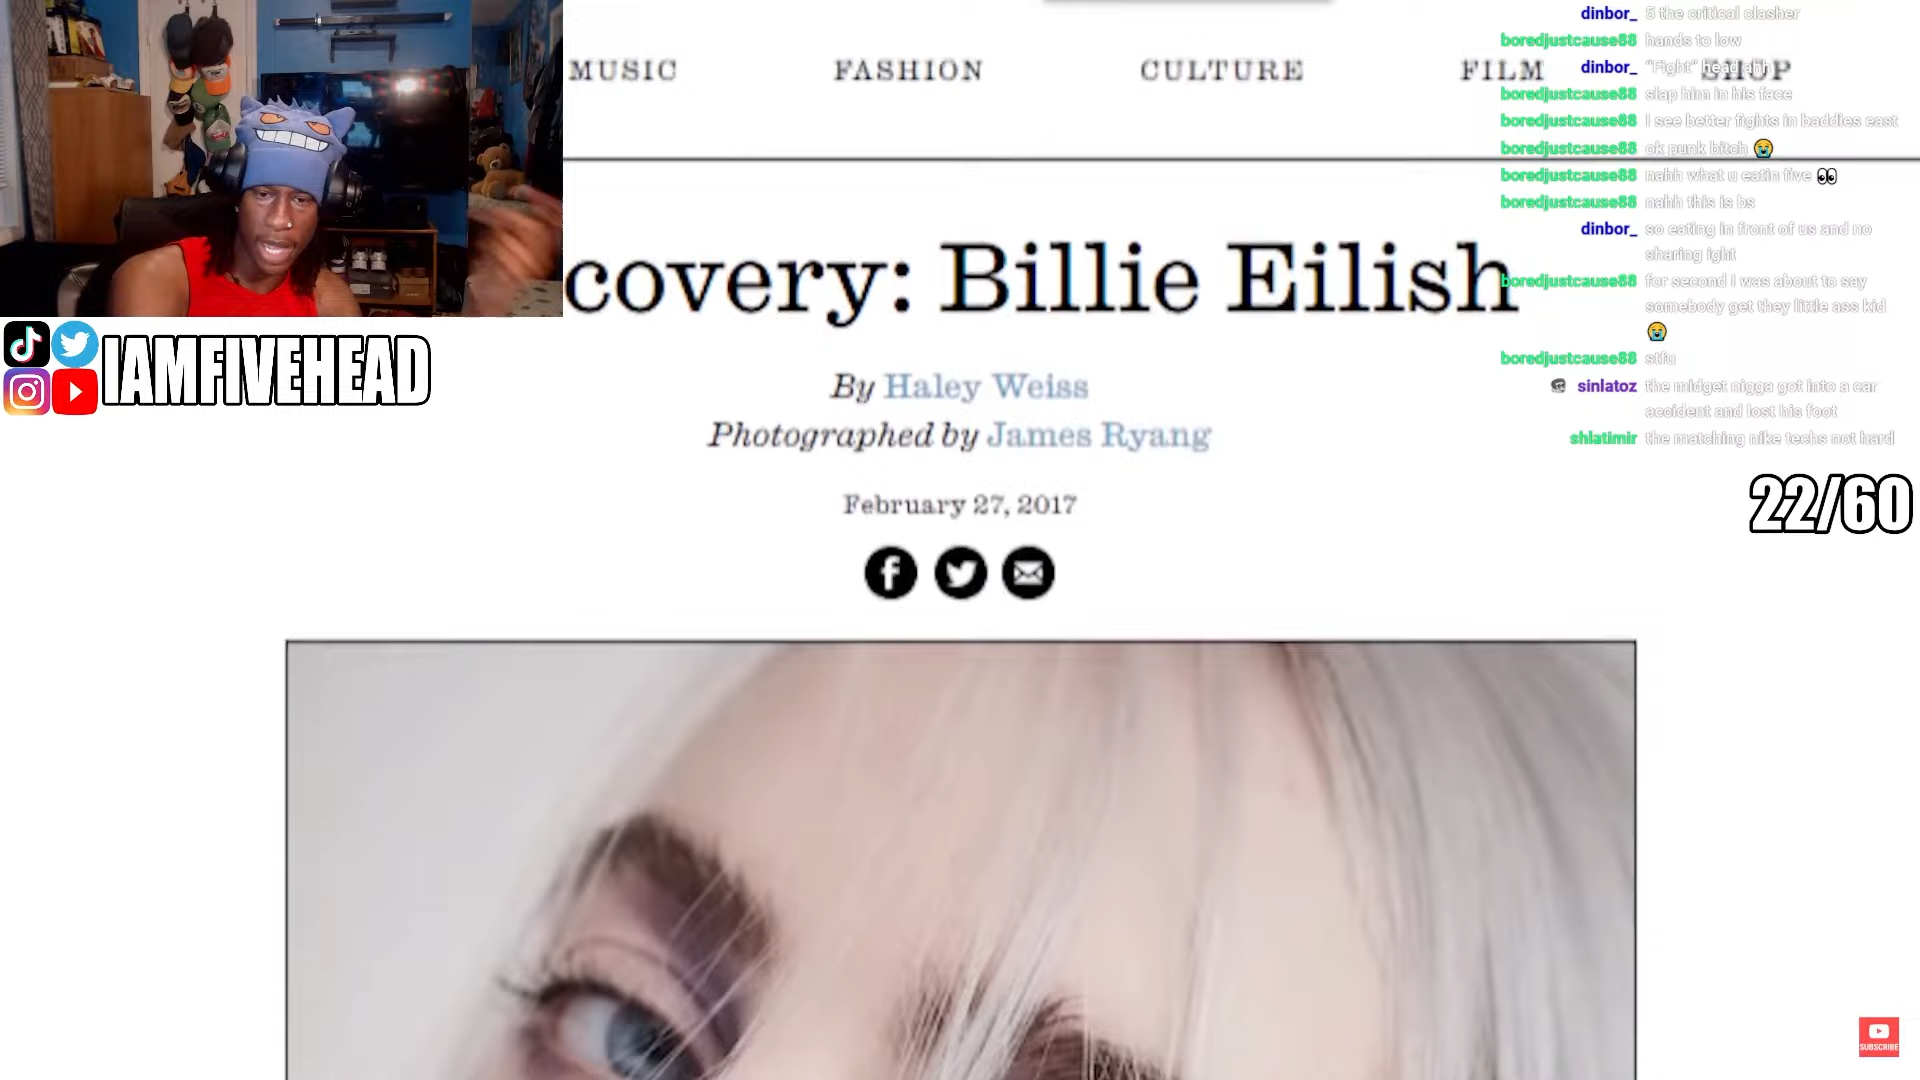 MUSIC FASHION CULTURE FILM SHOP
covery: Billie Eilish
By Haley Weiss
Photographed by James Ryang
February 27, 2017
IAMFIVEHEAD
dinbor_ 5 the critical clasher
boredjustcause88 hands to low
dinbor_ "Fight" head ahh
boredjustcause88 slap him in his face
boredjustcause88 I see better fights in baddies east
boredjustcause88 ok punk bitch 😭
boredjustcause88 nahh what u eatin five 👀
boredjustcause88 nahh this is bs
dinbor_ so eating in front of us and no
sharing ight
boredjustcause88 for second I was about to say
somebody get they little ass kid
😭
boredjustcause88 stfu
sinlatoz the midget nigga got into a car
accident and lost his foot
shlatimir the matching nike techs not hard
22/60
SUBSCRIBE